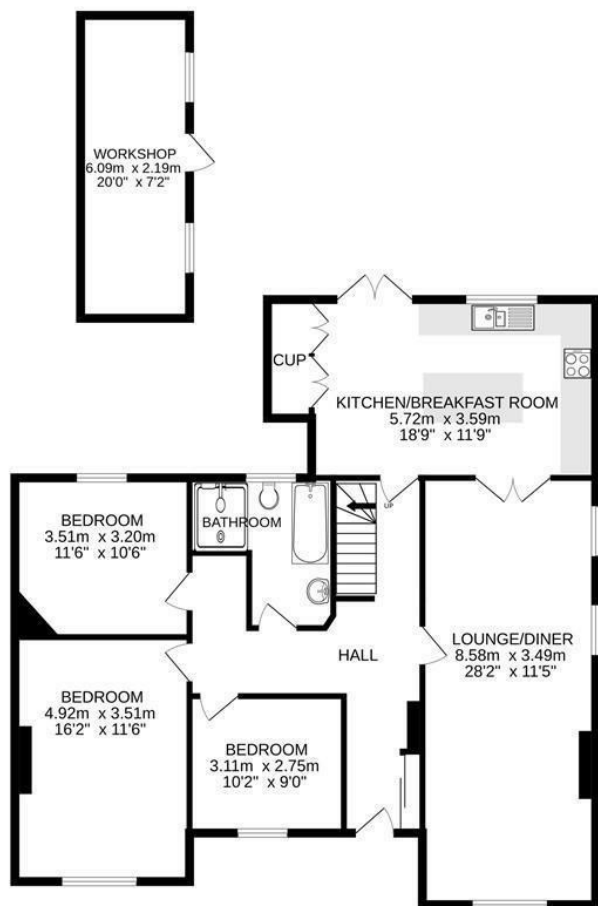 WORKSHOP
6.09m x 2.19m
20'0" x 7'2"
CUP
KITCHEN/BREAKFAST ROOM
5.72m x 3.59m
18'9" x 11'9"
BEDROOM
3.51m x 3.20m
11'6" x 10'6"
BATHROOM
UP
LOUNGE/DINER
8.58m x 3.49m
28'2" x 11'5"
HALL
BEDROOM
4.92m x 3.51m
16'2" x 11'6"
BEDROOM
3.11m x 2.75m
10'2" x 9'0"